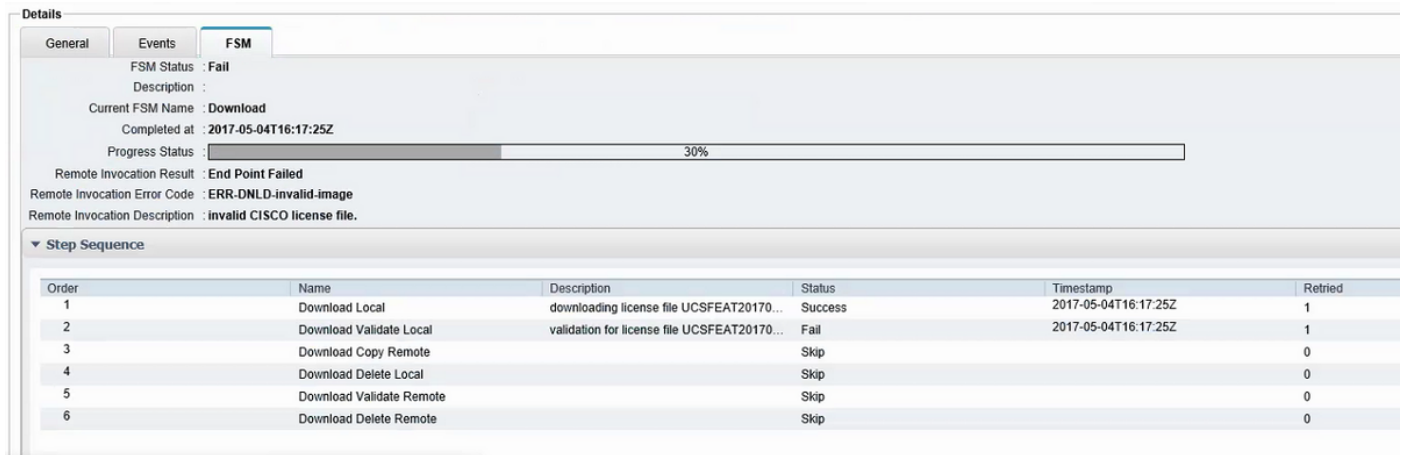 Details
General Events FSM
FSM Status : Fail
Description :
Current FSM Name : Download
Completed at : 2017-05-04T16:17:25Z
Progress Status : 30%
Remote Invocation Result : End Point Failed
Remote Invocation Error Code : ERR-DNLD-invalid-image
Remote Invocation Description : invalid CISCO license file.
Step Sequence
Order Name Description Status Timestamp Retried
1 Download Local downloading license file UCSFEAT20170... Success 2017-05-04T16:17:25Z 1
2 Download Validate Local validation for license file UCSFEAT20170... Fail 2017-05-04T16:17:25Z 1
3 Download Copy Remote Skip 0
4 Download Delete Local Skip 0
5 Download Validate Remote Skip 0
6 Download Delete Remote Skip 0